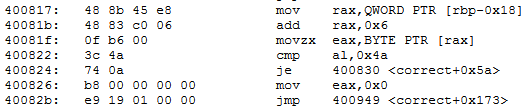 400817: 48 8b 45 e8 mov rax,QWORD PTR [rbp-0x18]
40081b: 48 83 c0 06 add rax,0x6
40081f: 0f b6 00 movzx eax,BYTE PTR [rax]
400822: 3c 4a cmp al,0x4a
400824: 74 0a je 400830 <correct+0x5a>
400826: b8 00 00 00 00 mov eax,0x0
40082b: e9 19 01 00 00 jmp 400949 <correct+0x173>